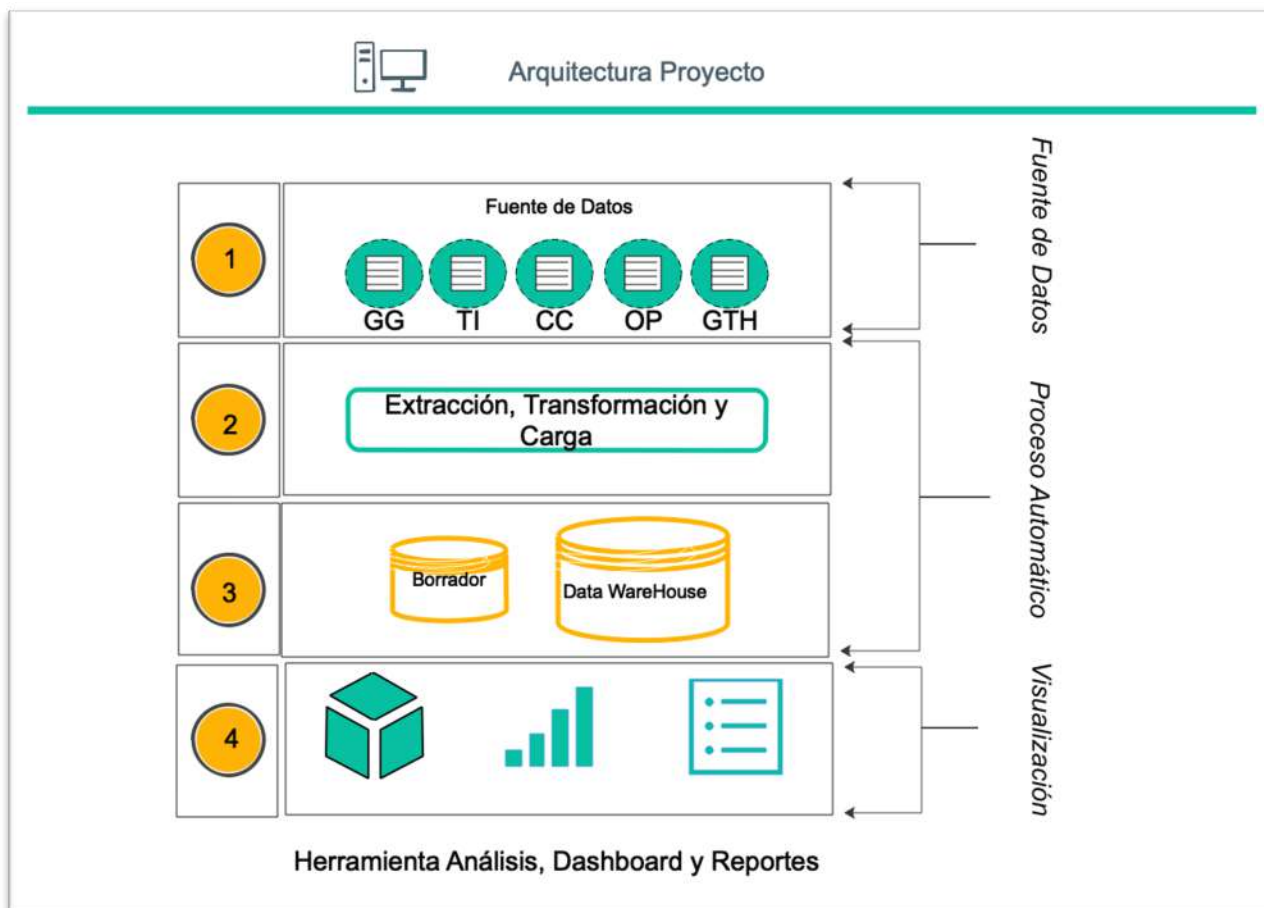 Arquitectura Proyecto
1
Fuente de Datos
GG TI CC OP GTH
Fuente de Datos
2
Extracción, Transformación y
Carga
Proceso Automático
3
Borrador
Data WareHouse
4
Visualización
Herramienta Análisis, Dashboard y Reportes